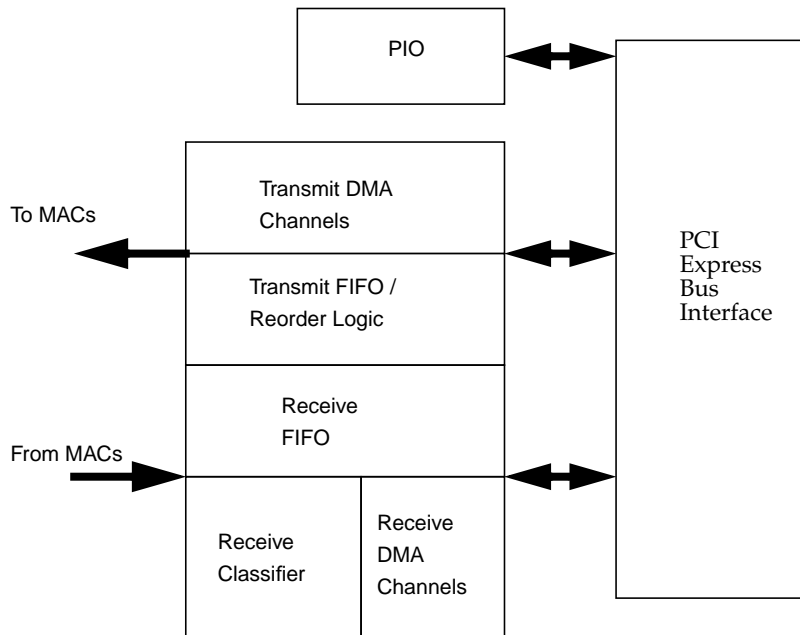 PIO
Transmit DMA
Channels
To MACs
Transmit FIFO /
Reorder Logic
PCI
Express
Bus
Interface
Receive
FIFO
From MACs
Receive
Classifier
Receive
DMA
Channels